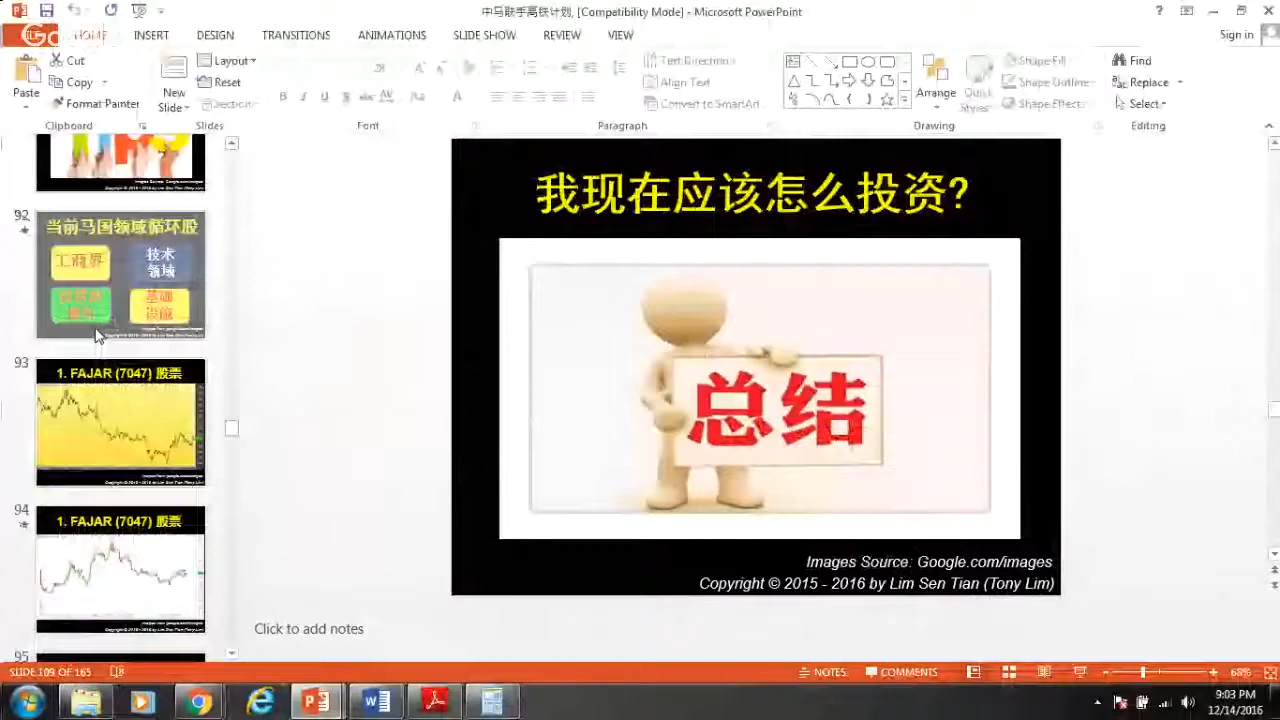 中马联手高铁计划 [Compatibility Mode] - Microsoft PowerPoint
HOME INSERT DESIGN TRANSITIONS ANIMATIONS SLIDE SHOW REVIEW VIEW Sign in
Paste
Cut
Copy
Format Painter
Clipboard
New Slide
Layout
Reset
Section
Slides
28
Font
Text Direction
Align Text
Convert to SmartArt
Paragraph
Arrange
Quick Styles
Shape Fill
Shape Outline
Shape Effects
Drawing
Find
Replace
Select
Editing
92
当前马国领域循环股
工商界
技术
领域
基础
设施
93
1. FAJAR (7047) 股票
94
1. FAJAR (7047) 股票
95
我现在应该怎么投资?
总结
Images Source: Google.com/images
Copyright © 2015 - 2016 by Lim Sen Tian (Tony Lim)
Click to add notes
SLIDE 109 OF 165
NOTES COMMENTS 68%
9:03 PM
12/14/2016